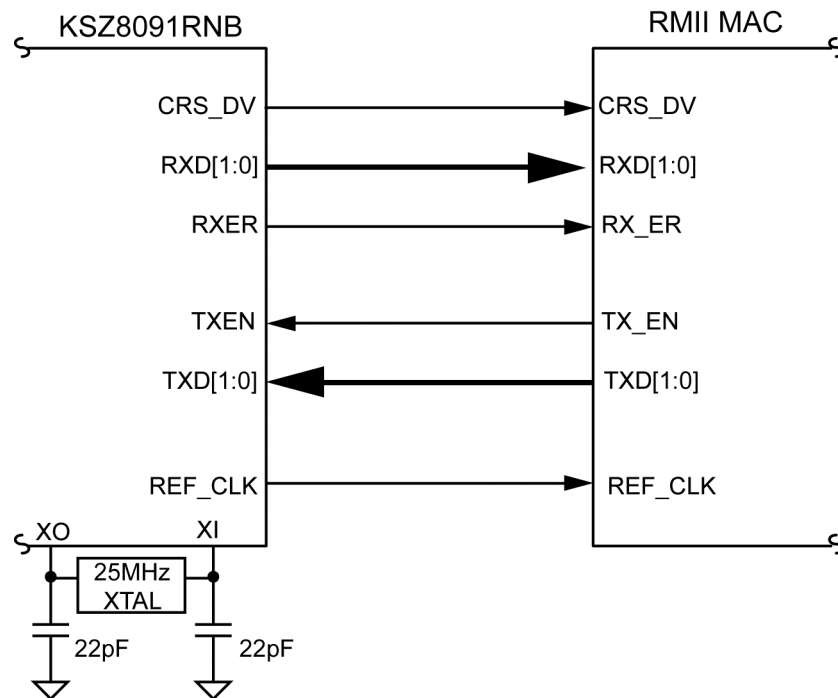 KSZ8091RNB
RMII MAC
CRS_DV
CRS_DV
RXD[1:0]
RXD[1:0]
RXER
RX_ER
TXEN
TX_EN
TXD[1:0]
TXD[1:0]
REF_CLK
REF_CLK
XO
XI
25MHz
XTAL
22pF
22pF